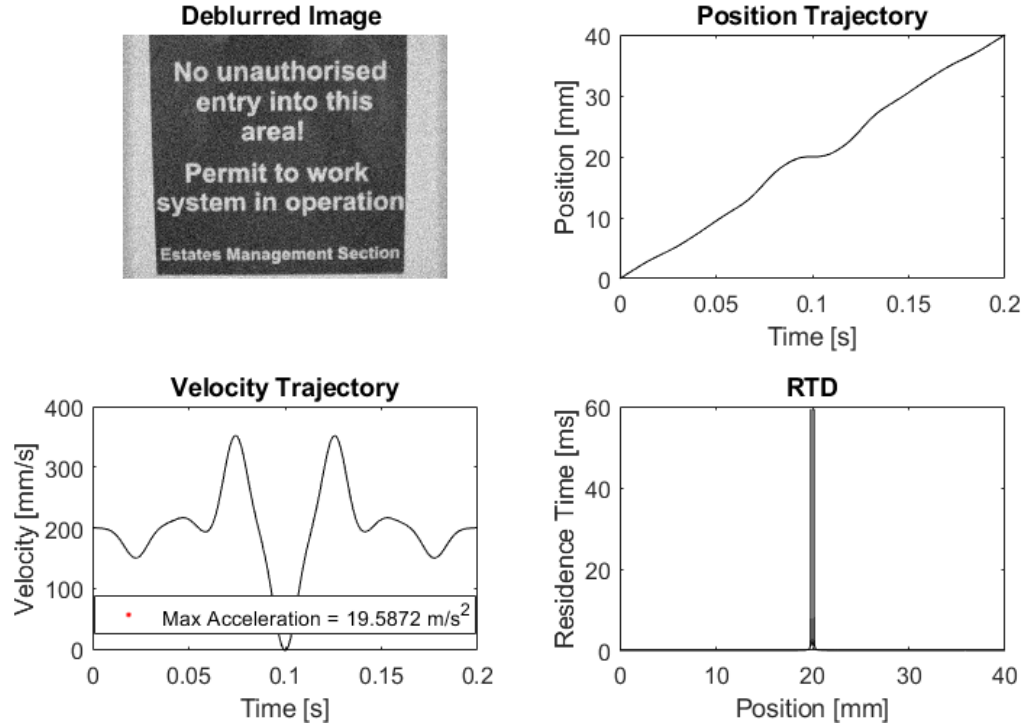 Deblurred Image
No unauthorised
entry into this
area!
Permit to work
system in operation
Estates Management Section
Position Trajectory
40
30
20
10
0
Position [mm]
0 0.05 0.1 0.15 0.2
Time [s]
Velocity Trajectory
400
300
200
100
0
Velocity [mm/s]
Max Acceleration = 19.5872 m/s²
0 0.05 0.1 0.15 0.2
Time [s]
RTD
60
40
20
0
Residence Time [ms]
0 10 20 30 40
Position [mm]